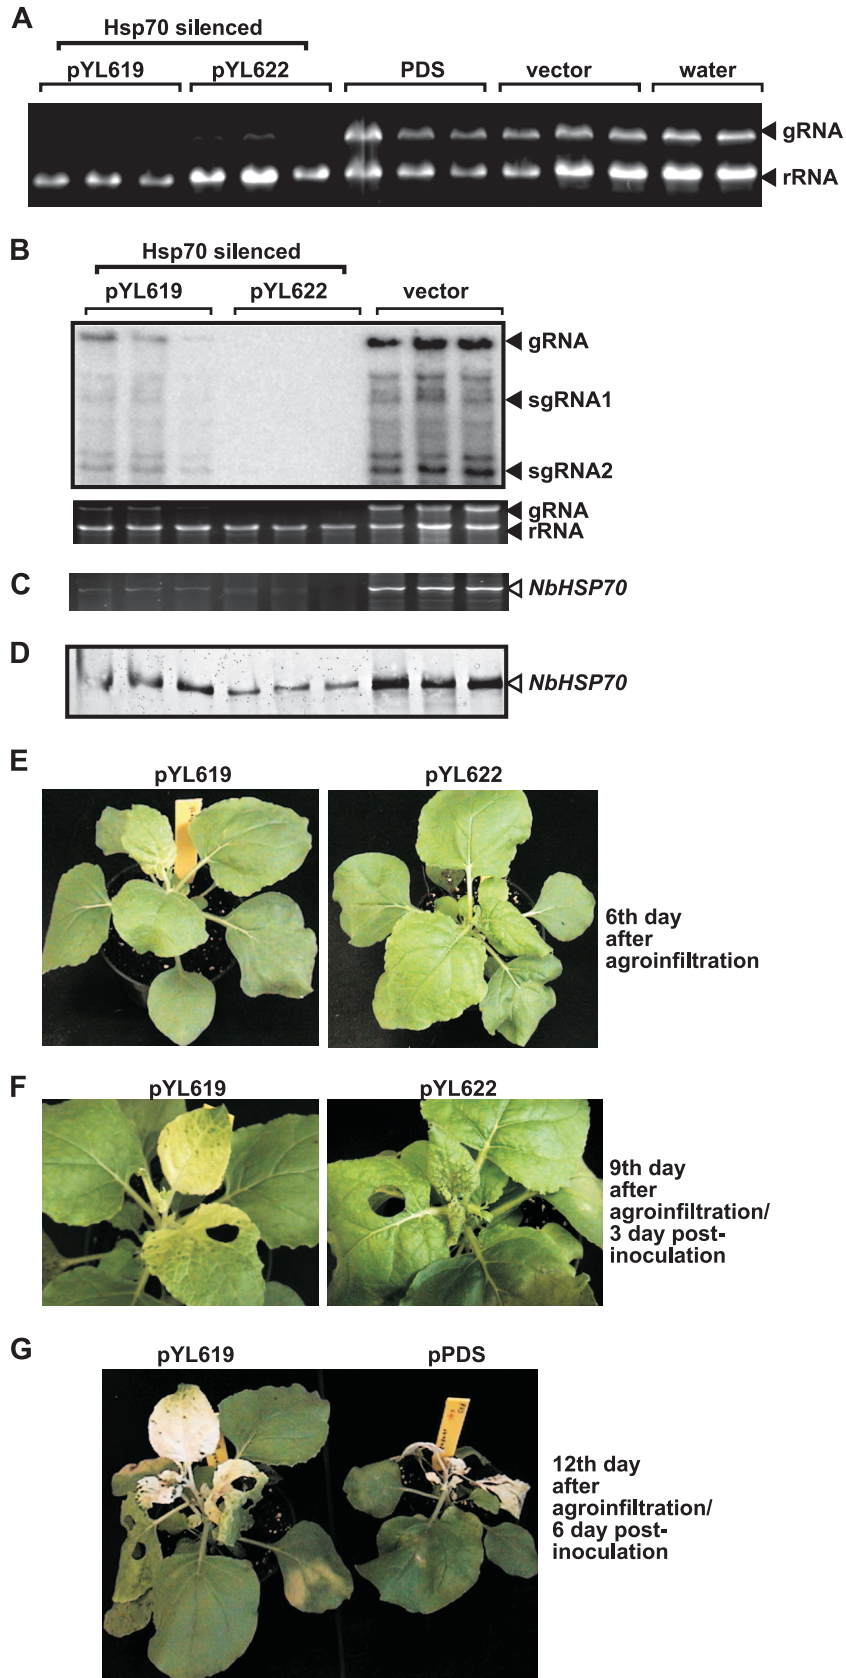 A
Hsp70 silenced
pYL619 pYL622 PDS vector water
gRNA
rRNA
B
Hsp70 silenced
pYL619 pYL622 vector
gRNA
sgRNA1
sgRNA2
gRNA
rRNA
C
NbHSP70
D
NbHSP70
E
pYL619 pYL622
6th day
after
agroinfiltration
F
pYL619 pYL622
9th day
after
agroinfiltration/
3 day post-
inoculation
G
pYL619 pPDS
12th day
after
agroinfiltration/
6 day post-
inoculation